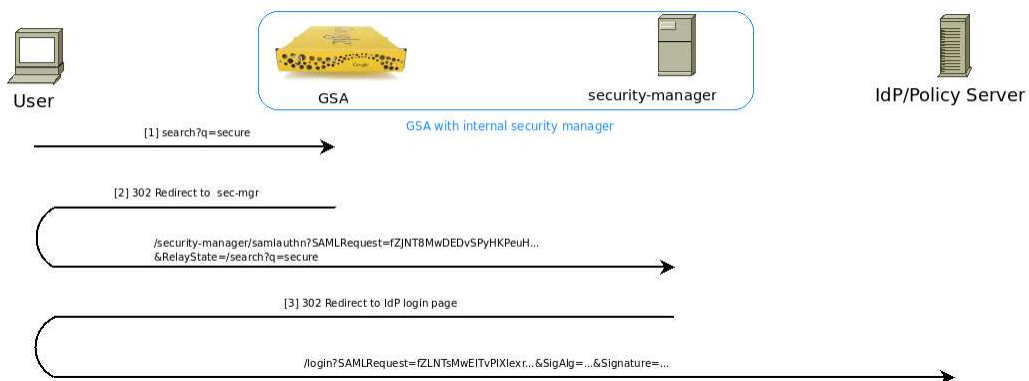 User
GSA
security-manager
IdP/Policy Server
GSA with internal security manager
[1] search?q=secure
[2] 302 Redirect to sec-mgr
/security-manager/samlauthn?SAMLRequest=fZJNT8MwDEDvSPyHKPeuH...
&RelayState=/search?q=secure
[3] 302 Redirect to IdP login page
/login?SAMLRequest=fZLNTsMwEITvPIXlexr...&SigAlg=...&Signature=...